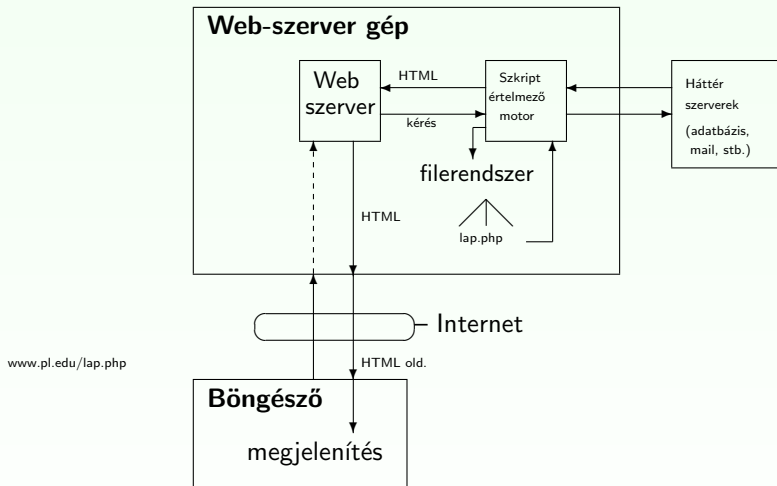 Web-szerver gép
Web
szerver
HTML
kérés
Szkript
értelmező
motor
Háttér
szerverek
(adatbázis,
mail, stb.)
filerendszer
lap.php
HTML
Internet
www.pl.edu/lap.php
HTML old.
Böngésző
megjelenítés